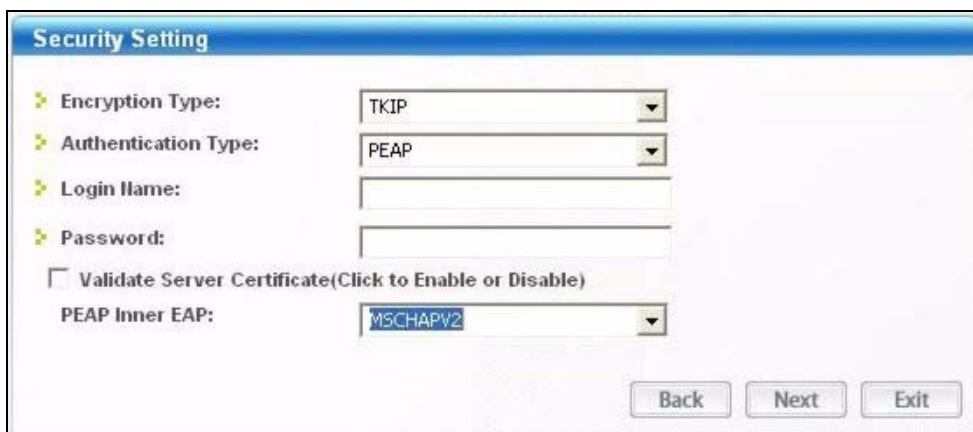 Security Setting
Encryption Type: TKIP
Authentication Type: PEAP
Login Name:
Password:
Validate Server Certificate(Click to Enable or Disable)
PEAP Inner EAP: MSCHAPV2
Back Next Exit